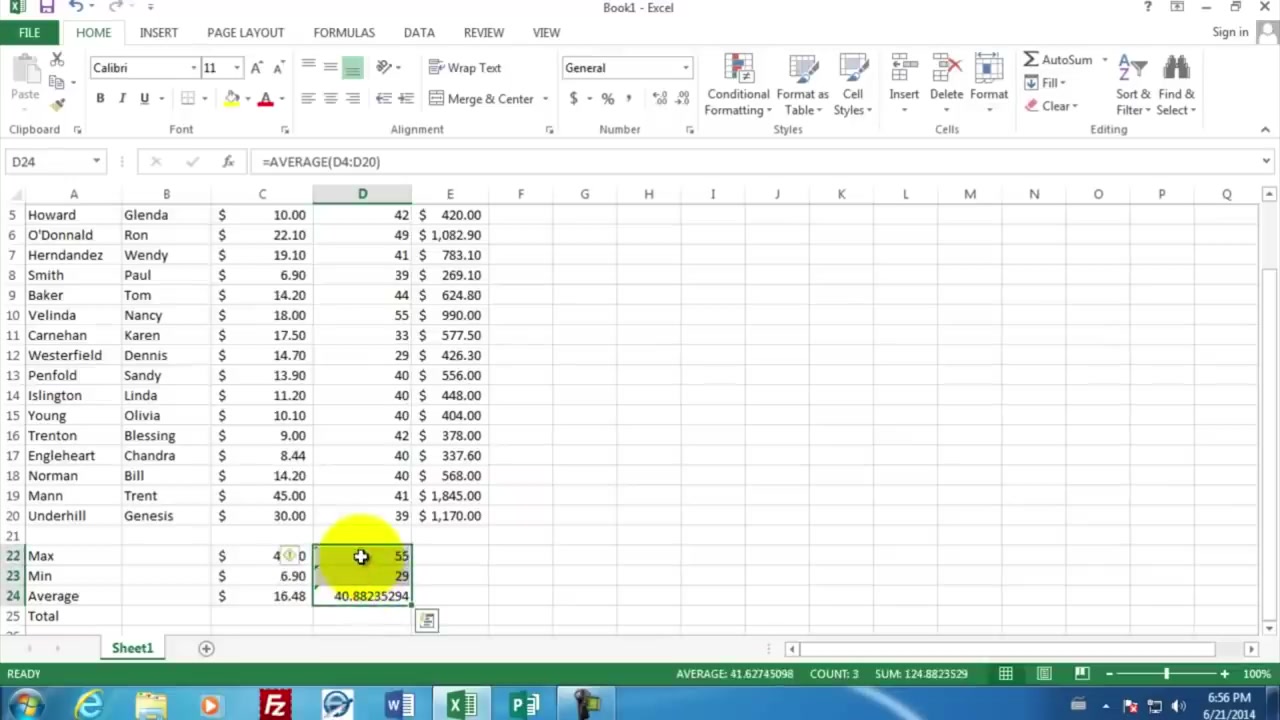 Book1 - Excel
?
FILE HOME INSERT PAGE LAYOUT FORMULAS DATA REVIEW VIEW Sign in
Paste Calibri 11 A A Wrap Text General Conditional Formatting Format as Table Cell Styles Insert Delete Format AutoSum Fill Clear Sort & Filter Find & Select
B I U A Merge & Center $ % ,
Clipboard Font Alignment Number Styles Cells Editing
D24 fx =AVERAGE(D4:D20)
A B C D E F G H I J K L M N O P Q
5 Howard Glenda $ 10.00 42 $ 420.00
6 O'Donnald Ron $ 22.10 49 $ 1,082.90
7 Herndandez Wendy $ 19.10 41 $ 783.10
8 Smith Paul $ 6.90 39 $ 269.10
9 Baker Tom $ 14.20 44 $ 624.80
10 Velinda Nancy $ 18.00 55 $ 990.00
11 Carnehan Karen $ 17.50 33 $ 577.50
12 Westerfield Dennis $ 14.70 29 $ 426.30
13 Penfold Sandy $ 13.90 40 $ 556.00
14 Islington Linda $ 11.20 40 $ 448.00
15 Young Olivia $ 10.10 40 $ 404.00
16 Trenton Blessing $ 9.00 42 $ 378.00
17 Engleheart Chandra $ 8.44 40 $ 337.60
18 Norman Bill $ 14.20 40 $ 568.00
19 Mann Trent $ 45.00 41 $ 1,845.00
20 Underhill Genesis $ 30.00 39 $ 1,170.00
21
22 Max $ 4 0 55
23 Min $ 6.90 29
24 Average $ 16.48 40.88235294
25 Total
Sheet1
READY AVERAGE: 41.62745098 COUNT: 3 SUM: 124.8823529 100%
6:56 PM
6/21/2014